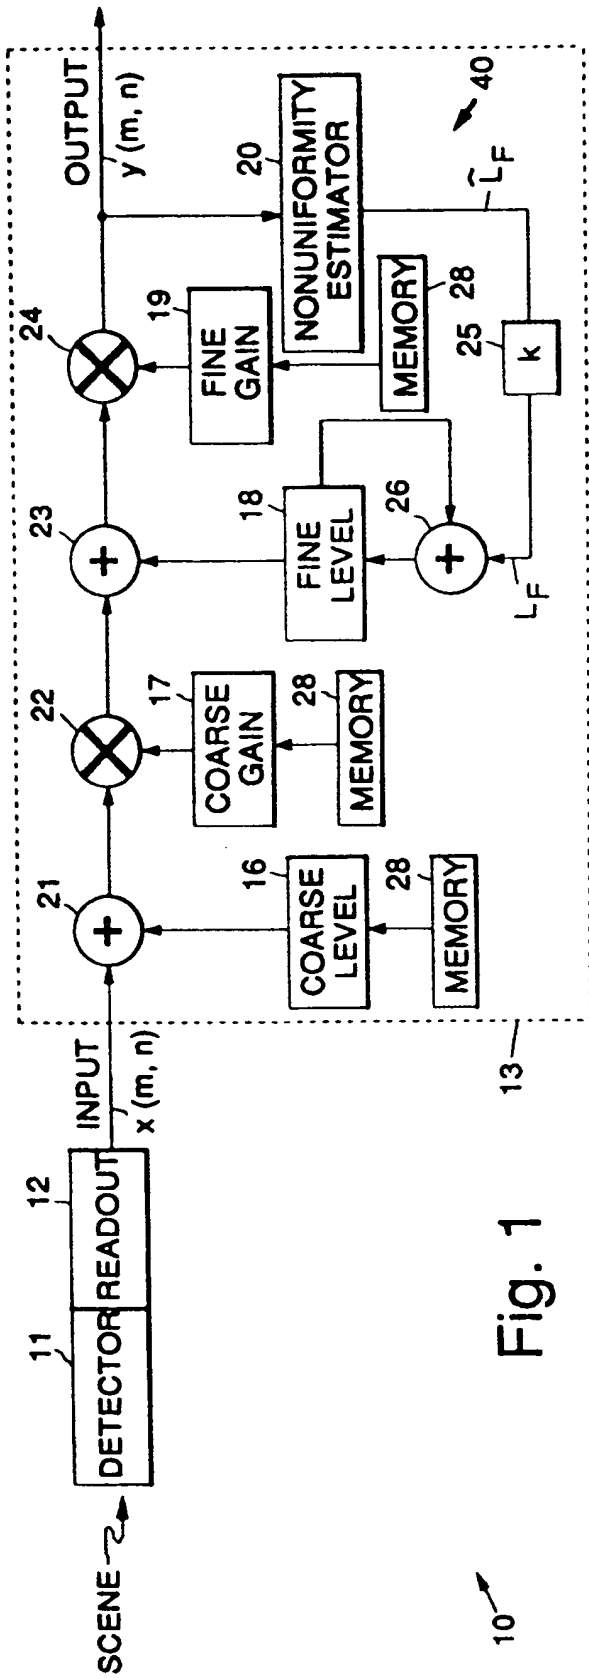 SCENE
10
11
DETECTOR
12
READOUT
INPUT
x (m, n)
13
21
+
16
COARSE
LEVEL
28
MEMORY
22
17
COARSE
GAIN
28
MEMORY
23
+
18
FINE
LEVEL
26
+
L_F
24
19
FINE
GAIN
28
MEMORY
25
k
OUTPUT
y (m, n)
20
NONUNIFORMITY
ESTIMATOR
L̃_F
40
Fig. 1